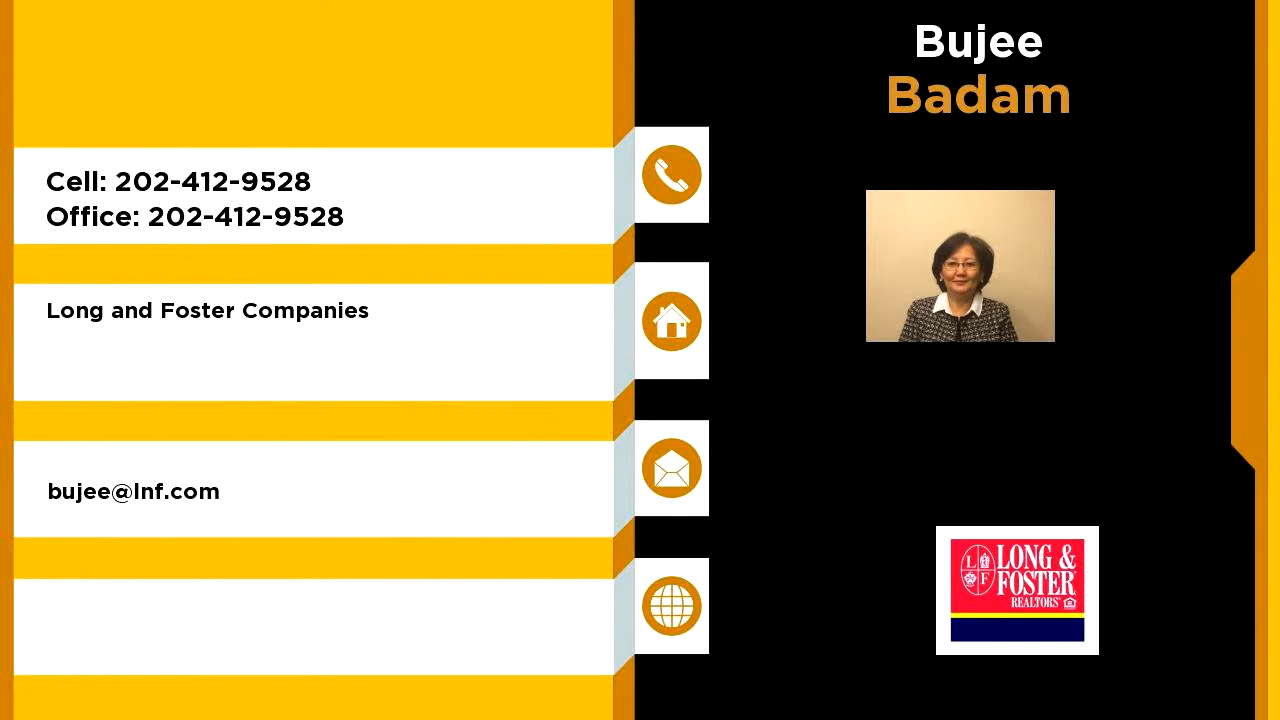 Bujee
Badam
Cell: 202-412-9528
Office: 202-412-9528
Long and Foster Companies
bujee@lnf.com
L F
LONG &
FOSTER
REALTORS